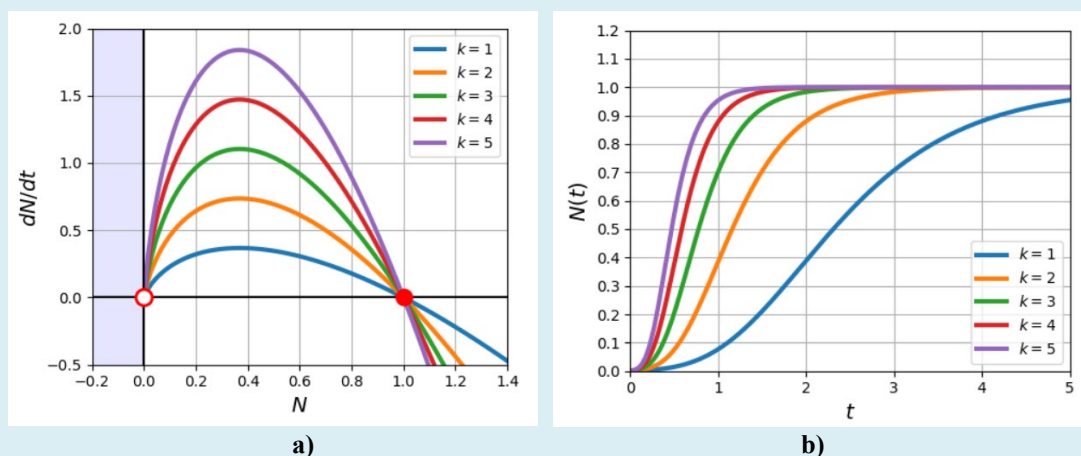 2.0
1.5
1.0
0.5
0.0
−0.5
−0.2
0.0
0.2
0.4
0.6
0.8
1.0
1.2
1.4
dN/dt
N
k = 1
k = 2
k = 3
k = 4
k = 5
a)
1.2
1.1
1.0
0.9
0.8
0.7
0.6
0.5
0.4
0.3
0.2
0.1
0.0
0
1
2
3
4
5
N(t)
t
k = 1
k = 2
k = 3
k = 4
k = 5
b)